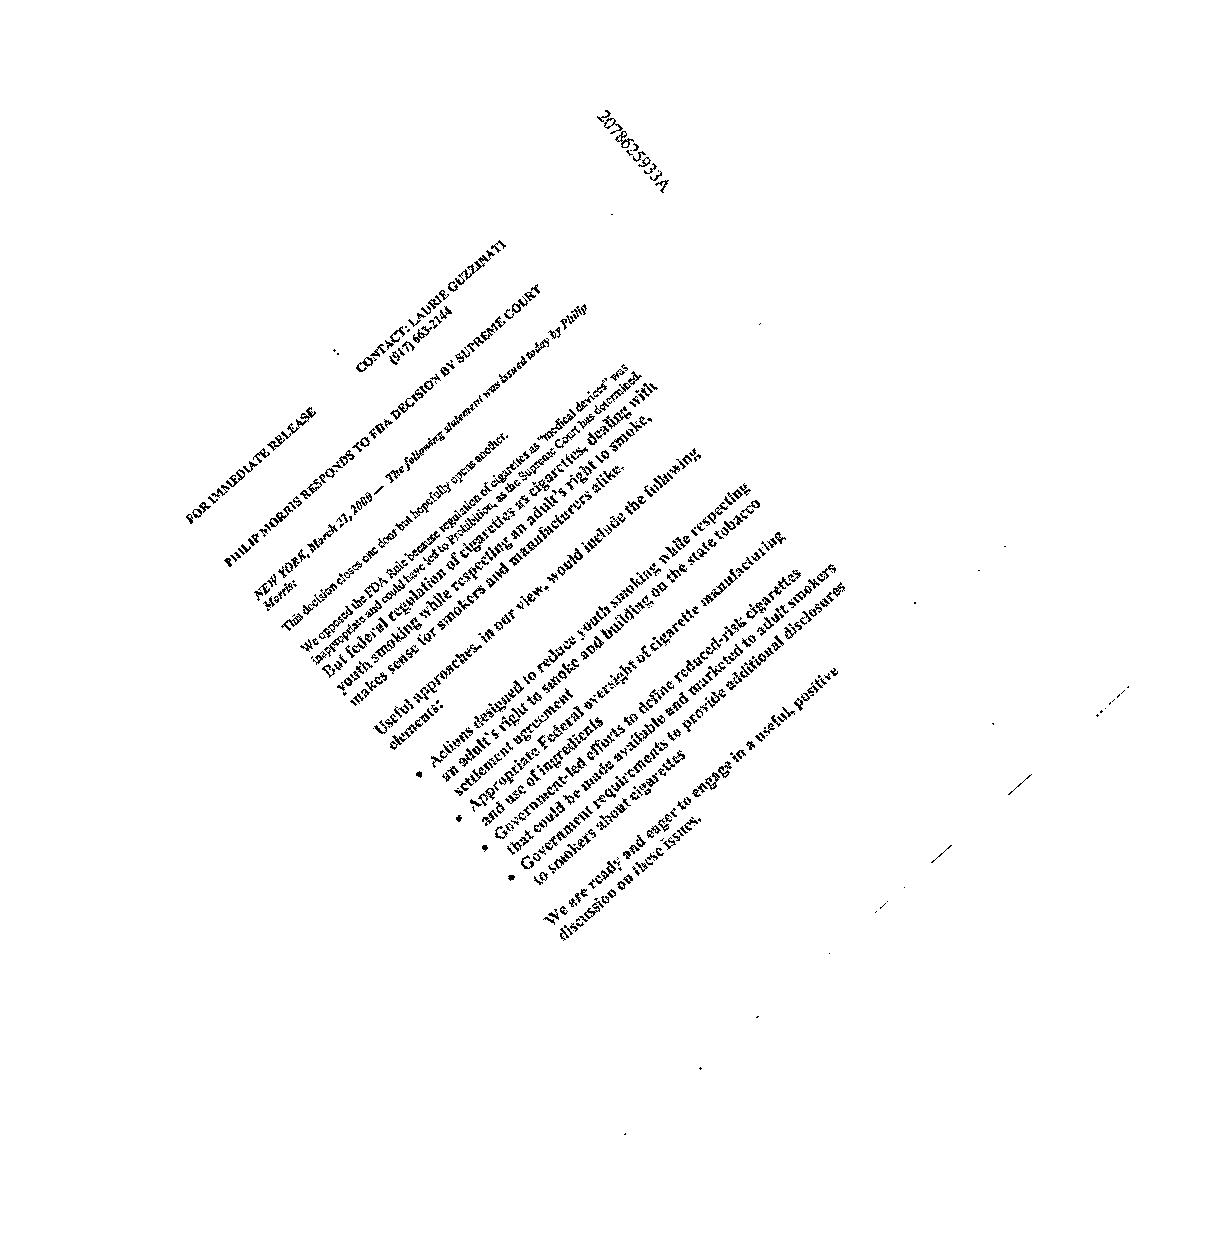 2078625933A
FOR IMMEDIATE RELEASE
CONTACT: LAURIE GUZZINATI
(917) 663-2144
PHILIP MORRIS RESPONDS TO FDA DECISION BY SUPREME COURT
NEW YORK, March 21, 2000 — The following statement was issued today by Philip
Morris:
This decision closes one door but hopefully opens another.
We opposed the FDA Rule because regulation of cigarettes as "medical devices" was
inappropriate and could have led to Prohibition, as the Supreme Court has determined.
But federal regulation of cigarettes as cigarettes, dealing with
youth smoking while respecting an adult's right to smoke,
makes sense for smokers and manufacturers alike.
Useful approaches, in our view, would include the following
elements:
• Actions designed to reduce youth smoking while respecting
an adult's right to smoke and building on the state tobacco
settlement agreement
• Appropriate Federal oversight of cigarette manufacturing
and use of ingredients
• Government-led efforts to define reduced-risk cigarettes
that could be made available and marketed to adult smokers
• Government requirements to provide additional disclosures
to smokers about cigarettes
We are ready and eager to engage in a useful, positive
discussion on these issues.